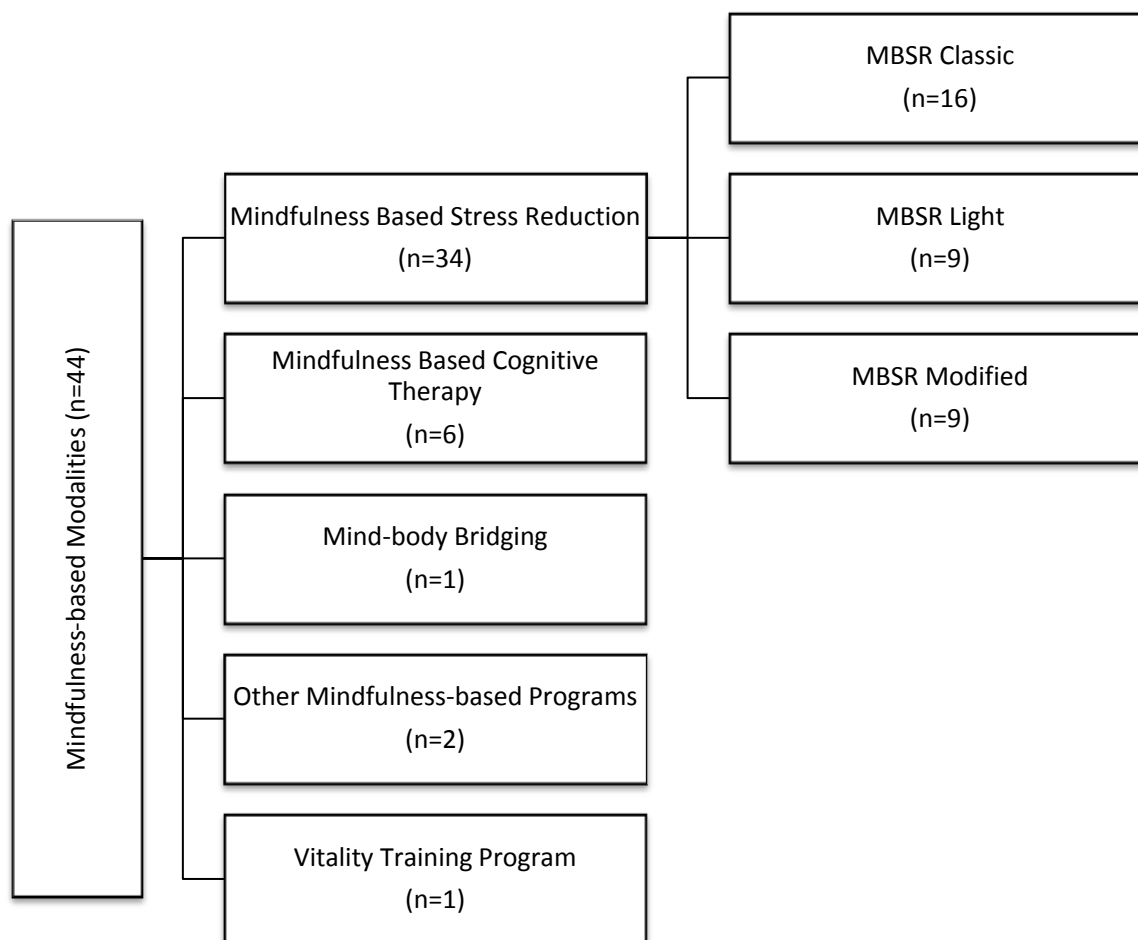 Mindfulness-based Modalities (n=44)
Mindfulness Based Stress Reduction
(n=34)
Mindfulness Based Cognitive
Therapy
(n=6)
Mind-body Bridging
(n=1)
Other Mindfulness-based Programs
(n=2)
Vitality Training Program
(n=1)
MBSR Classic
(n=16)
MBSR Light
(n=9)
MBSR Modified
(n=9)